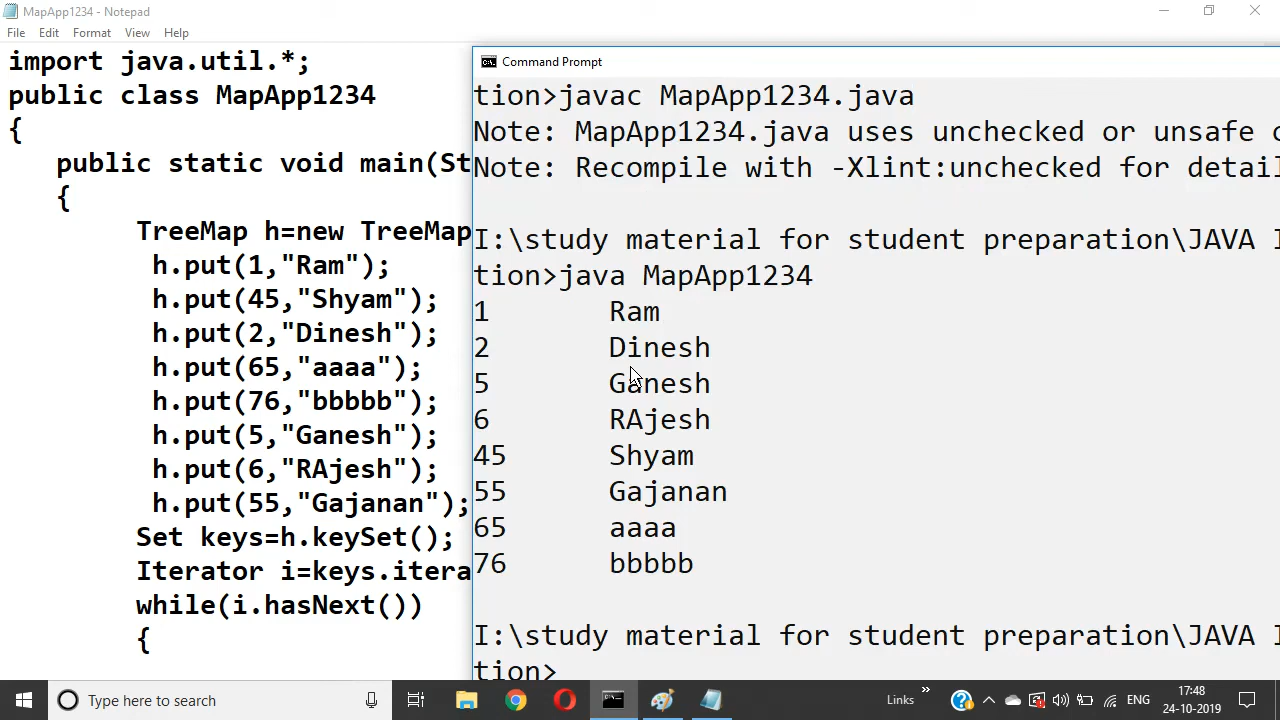 MapApp1234 - Notepad
File Edit Format View Help
import java.util.*;
public class MapApp1234
{
public static void main(St
{
TreeMap h=new TreeMap
h.put(1,"Ram");
h.put(45,"Shyam");
h.put(2,"Dinesh");
h.put(65,"aaaa");
h.put(76,"bbbbb");
h.put(5,"Ganesh");
h.put(6,"RAjesh");
h.put(55,"Gajanan");
Set keys=h.keySet();
Iterator i=keys.itera
while(i.hasNext())
{
Command Prompt
tion>javac MapApp1234.java
Note: MapApp1234.java uses unchecked or unsafe
Note: Recompile with -Xlint:unchecked for detail
I:\study material for student preparation\JAVA
tion>java MapApp1234
1 Ram
2 Dinesh
5 Ganesh
6 RAjesh
45 Shyam
55 Gajanan
65 aaaa
76 bbbbb
I:\study material for student preparation\JAVA
tion>
Type here to search
Links
ENG
17:48
24-10-2019